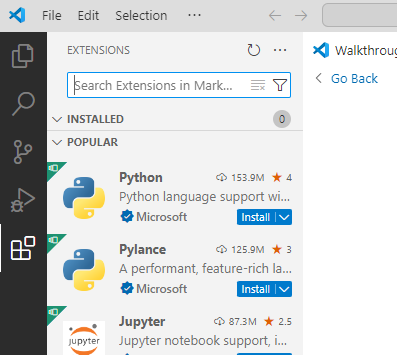 File Edit Selection ···
EXTENSIONS ···
Walkthroug
Search Extensions in Mark...
Go Back
INSTALLED 0
POPULAR
Python 153.9M ★ 4
Python language support wi...
Microsoft Install
Pylance 125.9M ★ 3
A performant, feature-rich la...
Microsoft Install
Jupyter 87.3M ★ 2.5
Jupyter notebook support, i...
jupyter